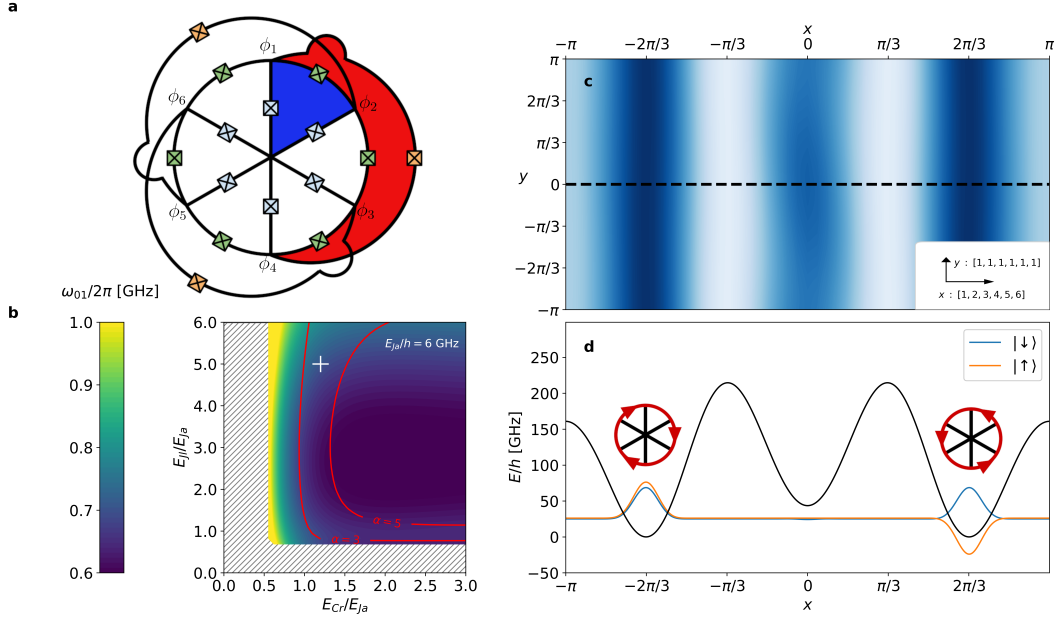 a
ϕ1
ϕ2
ϕ3
ϕ4
ϕ5
ϕ6
b
ω01/2π [GHz]
1.0
0.9
0.8
0.7
0.6
EJl/EJa
6.0
5.0
4.0
3.0
2.0
1.0
0.0
EJa/h = 6 GHz
α = 5
0.0 0.5 1.0 1.5 2.0 2.5 3.0
ECr/EJa
x
−π −2π/3 −π/3 0 π/3 2π/3 π
c
y
π
2π/3
π/3
0
−π/3
−2π/3
−π
y : [1, 1, 1, 1, 1, 1]
x : [1, 2, 3, 4, 5, 6]
d
E/h [GHz]
250
200
150
100
50
0
−50
|↓⟩
|↑⟩
−π −2π/3 −π/3 0 π/3 2π/3 π
x